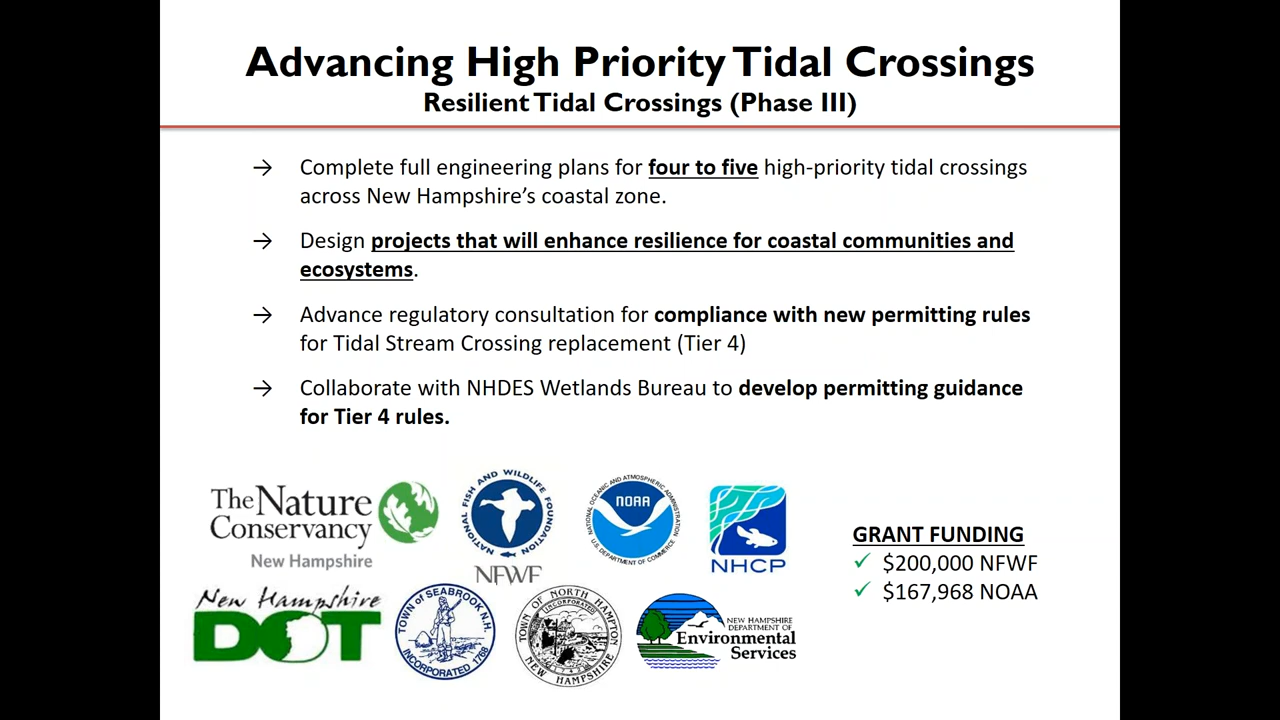 Advancing High Priority Tidal Crossings
Resilient Tidal Crossings (Phase III)
→ Complete full engineering plans for four to five high-priority tidal crossings
across New Hampshire’s coastal zone.
→ Design projects that will enhance resilience for coastal communities and
ecosystems.
→ Advance regulatory consultation for compliance with new permitting rules
for Tidal Stream Crossing replacement (Tier 4)
→ Collaborate with NHDES Wetlands Bureau to develop permitting guidance
for Tier 4 rules.
The Nature
Conservancy
New Hampshire
NATIONAL FISH AND WILDLIFE FOUNDATION
NFWF
NATIONAL OCEANIC AND ATMOSPHERIC ADMINISTRATION
NOAA
U.S. DEPARTMENT OF COMMERCE
NHCP
GRANT FUNDING
✓ $200,000 NFWF
✓ $167,968 NOAA
New Hampshire
DOT
TOWN OF SEABROOK N.H.
INCORPORATED 1768
TOWN OF NORTH HAMPTON
INCORPORATED
NEW HAMPSHIRE
NEW HAMPSHIRE
DEPARTMENT OF
Environmental
Services